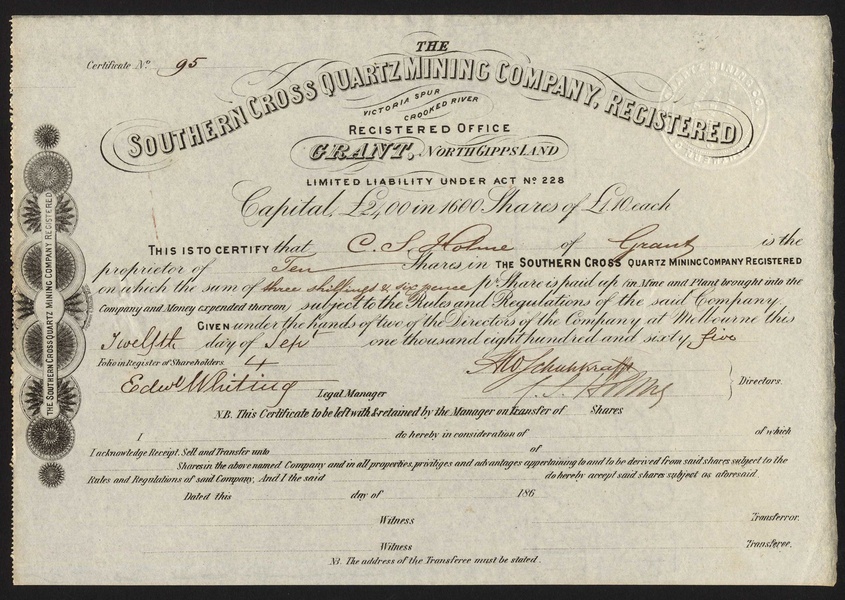 THE
Certificate No. 95
SOUTHERN CROSS QUARTZ MINING COMPANY, REGISTERED
VICTORIA SPUR
CROOKED RIVER
REGISTERED OFFICE
GRANT, NORTH GIPPSLAND
LIMITED LIABILITY UNDER ACT No. 228
Capital, £2,400 in 1600 Shares of £1.10 each
THIS IS TO CERTIFY that C. S. Holme of Grant is the
proprietor of Ten Shares in THE SOUTHERN CROSS QUARTZ MINING COMPANY REGISTERED
on which the sum of three shillings & six pence pr Share is paid up (in Mine and Plant brought into the
Company and Money expended thereon) subject to the Rules and Regulations of the said Company.
GIVEN under the hands of two of the Directors of the Company at Melbourne this
Twelfth day of Sept one thousand eight hundred and sixty five
Folio in Register of Shareholders. 4
Edwd Whiting Legal Manager
Directors.
N.B. This Certificate to be left with & retained by the Manager on Transfer of Shares
I do hereby in consideration of of which
I acknowledge Receipt. Sell and Transfer unto of
Shares in the above named Company and in all properties, priviliges and advantages appertaining to and to be derived from said shares subject to the
Rules and Regulations of said Company, And I the said do hereby accept said shares subject as aforesaid.
Dated this day of 186
Witness Transferror.
Witness Transferee.
N.B. The address of the Transferee must be stated.
THE SOUTHERN CROSS QUARTZ MINING COMPANY REGISTERED